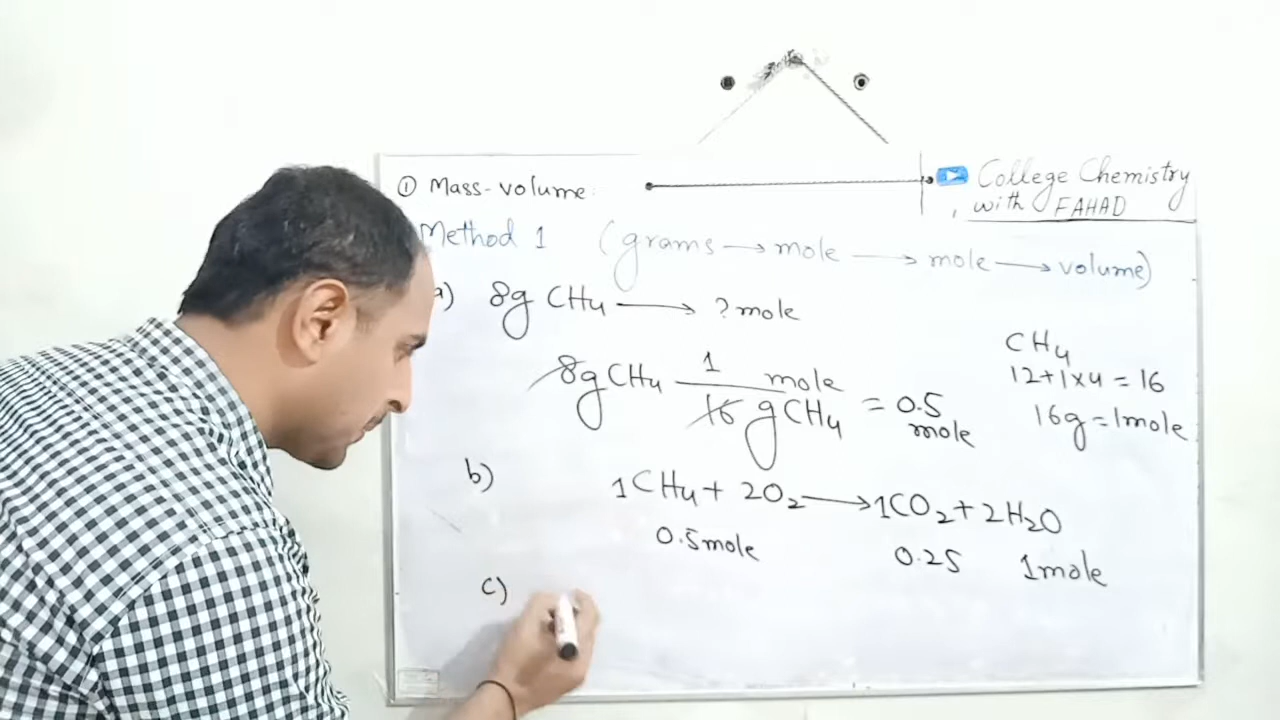 ① Mass-volume:
College Chemistry
with FAHAD
Method 1 (grams → mole → mole → volume)
a) 8g CH4 → ? mole
CH4
12+1×4 = 16
16g = 1mole
8g CH4 1 mole
16 g CH4
= 0.5
mole
b) 1CH4 + 2O2 → 1CO2 + 2H2O
0.5mole 0.25 1mole
c)